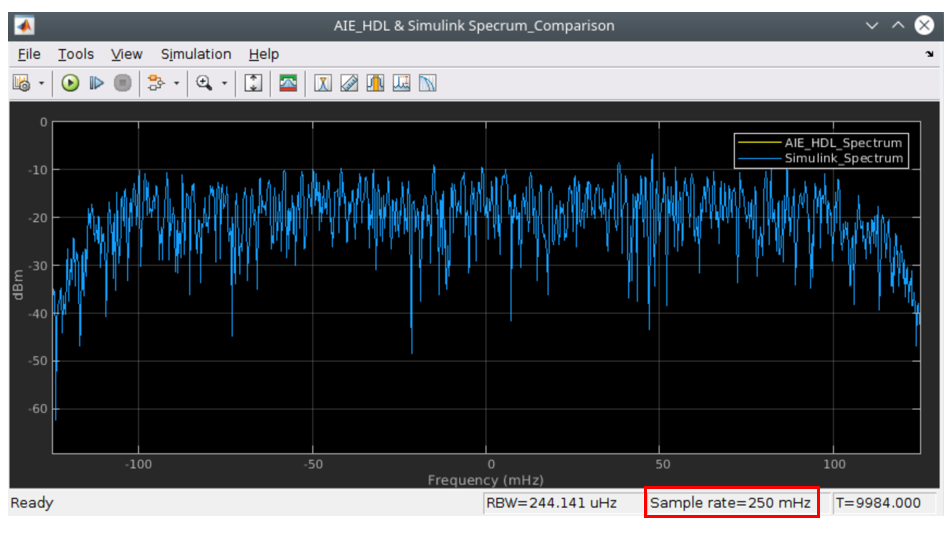 AIE_HDL & Simulink Spectrum_Comparison
File Tools View Simulation Help
0
-10
-20
-30
-40
-50
-60
dBm
AIE_HDL_Spectrum
Simulink_Spectrum
-100 -50 0 50 100
Frequency (mHz)
Ready RBW=244.141 uHz Sample rate=250 mHz T=9984.000